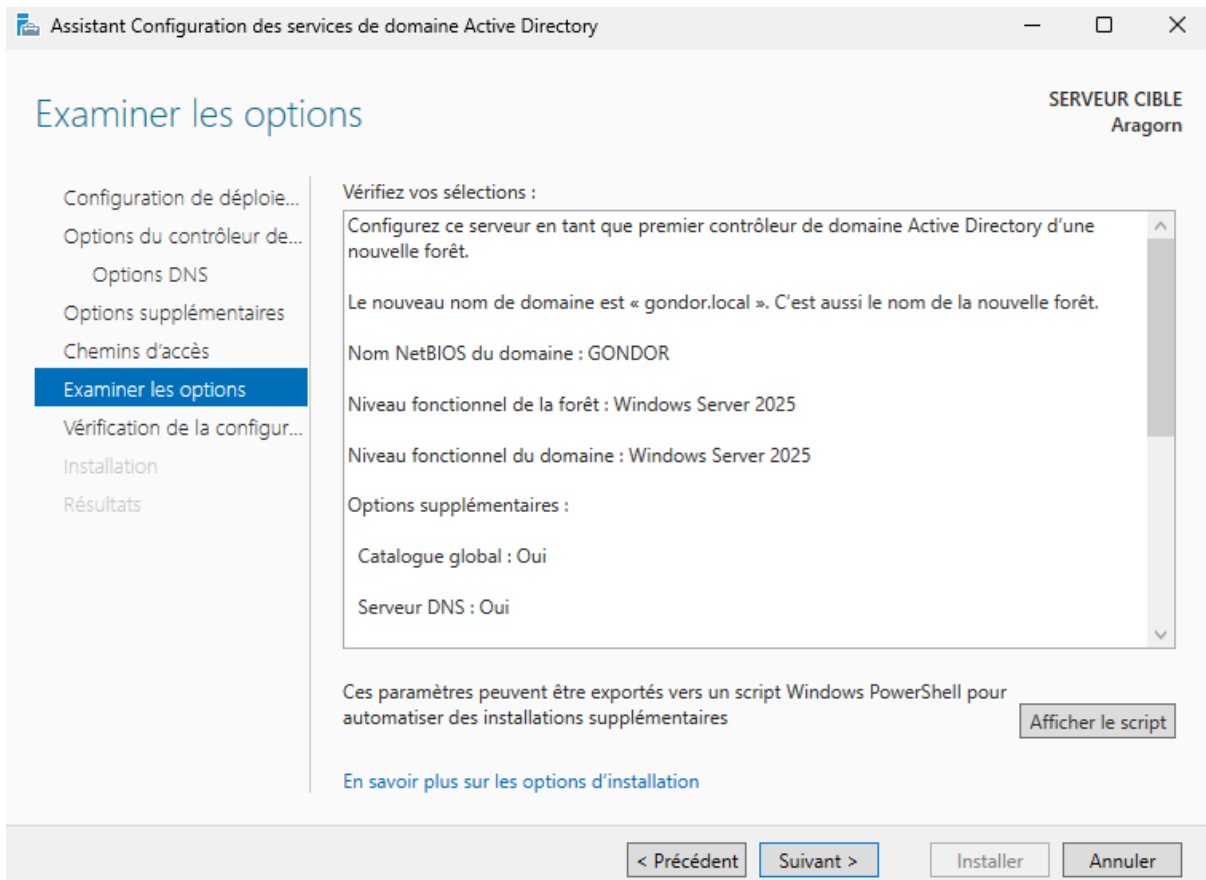 Assistant Configuration des services de domaine Active Directory
Examiner les options
SERVEUR CIBLE
Aragorn
Configuration de déploie...
Options du contrôleur de...
Options DNS
Options supplémentaires
Chemins d'accès
Examiner les options
Vérification de la configur...
Installation
Résultats
Vérifiez vos sélections :
Configurez ce serveur en tant que premier contrôleur de domaine Active Directory d'une
nouvelle forêt.
Le nouveau nom de domaine est « gondor.local ». C'est aussi le nom de la nouvelle forêt.
Nom NetBIOS du domaine : GONDOR
Niveau fonctionnel de la forêt : Windows Server 2025
Niveau fonctionnel du domaine : Windows Server 2025
Options supplémentaires :
Catalogue global : Oui
Serveur DNS : Oui
Ces paramètres peuvent être exportés vers un script Windows PowerShell pour
automatiser des installations supplémentaires
Afficher le script
En savoir plus sur les options d'installation
< Précédent
Suivant >
Installer
Annuler